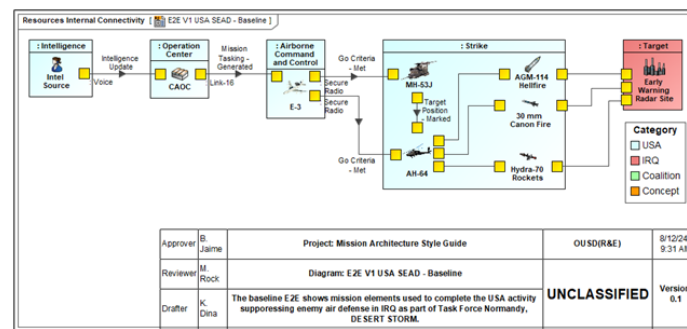 Resources Internal Connectivity [ E2E V1 USA SEAD - Baseline ]
: Intelligence
Intel
Source
Voice
Intelligence
Update
: Operation
Center
CAOC
Link-16
Mission
Tasking -
Generated
: Airborne
Command
and Control
E-3
Secure
Radio
Secure
Radio
Go Criteria
- Met
Go Criteria
- Met
: Strike
MH-53J
Target
Position
- Marked
AH-64
AGM-114
Hellfire
30 mm
Canon Fire
Hydra-70
Rockets
: Target
Early
Warning
Radar Site
Category
USA
IRQ
Coalition
Concept
Approver
B.
Jaime
Project: Mission Architecture Style Guide
OUSD(R&E)
8/12/24
9:31 AM
Reviewer
M.
Rock
Diagram: E2E V1 USA SEAD - Baseline
UNCLASSIFIED
Version
0.1
Drafter
K.
Dina
The baseline E2E shows mission elements used to complete the USA activity
supporessing enemy air defense in IRQ as part of Task Force Normandy,
DESERT STORM.